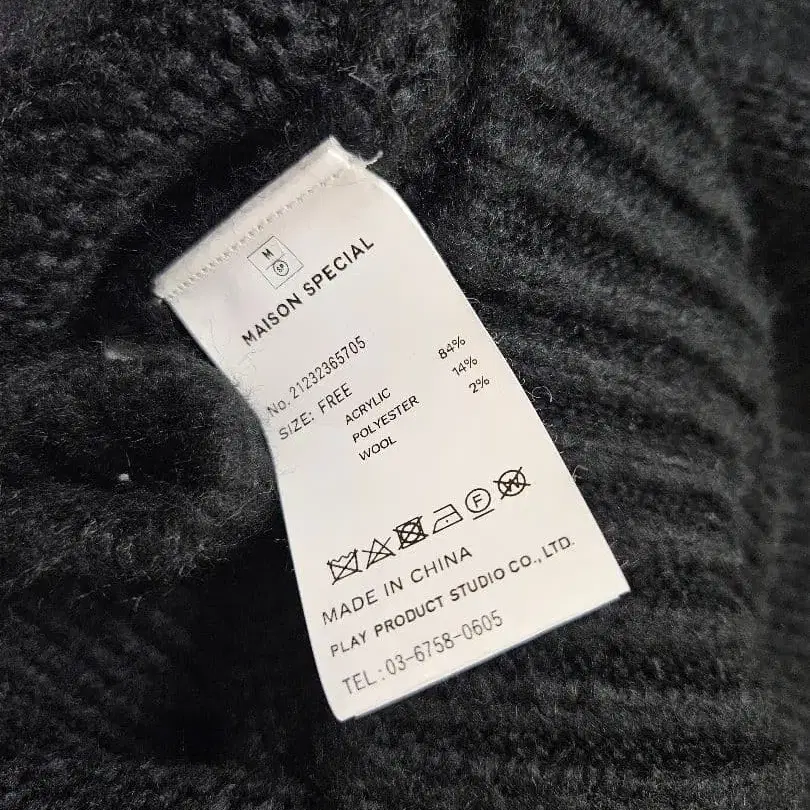 M
SP
MAISON SPECIAL
No.21232365705
SIZE: FREE
ACRYLIC 84%
POLYESTER 14%
WOOL 2%
F
W
MADE IN CHINA
PLAY PRODUCT STUDIO CO., LTD.
TEL:03-6758-0605